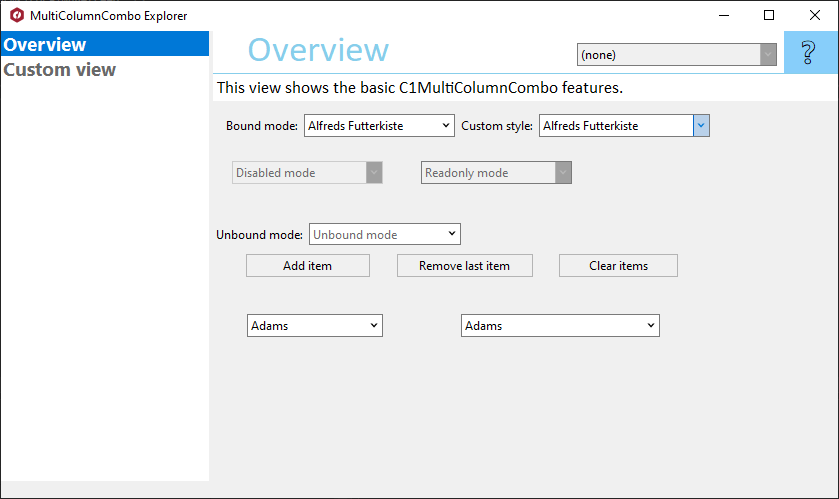 MultiColumnCombo Explorer
Overview
Custom view
Overview
(none)
?
This view shows the basic C1MultiColumnCombo features.
Bound mode: Alfreds Futterkiste Custom style: Alfreds Futterkiste
Disabled mode Readonly mode
Unbound mode: Unbound mode
Add item Remove last item Clear items
Adams Adams